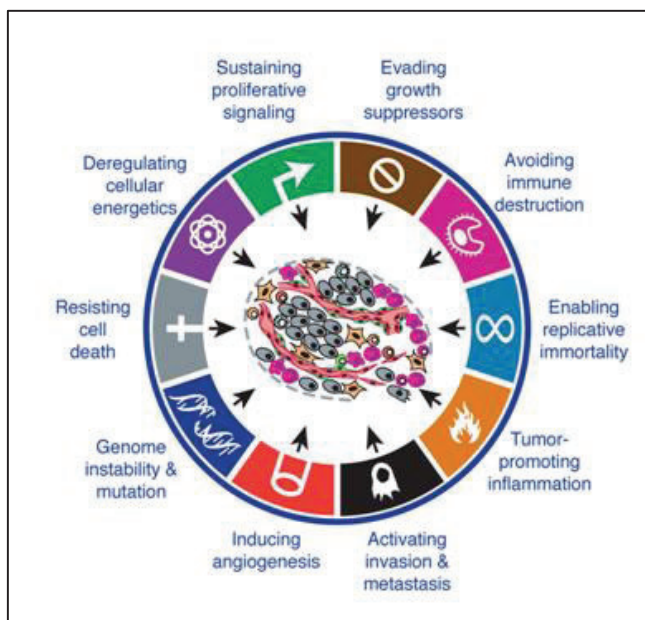 Sustaining
proliferative
signaling
Evading
growth
suppressors
Avoiding
immune
destruction
Enabling
replicative
immortality
Tumor-
promoting
inflammation
Activating
invasion &
metastasis
Inducing
angiogenesis
Genome
instability &
mutation
Resisting
cell
death
Deregulating
cellular
energetics